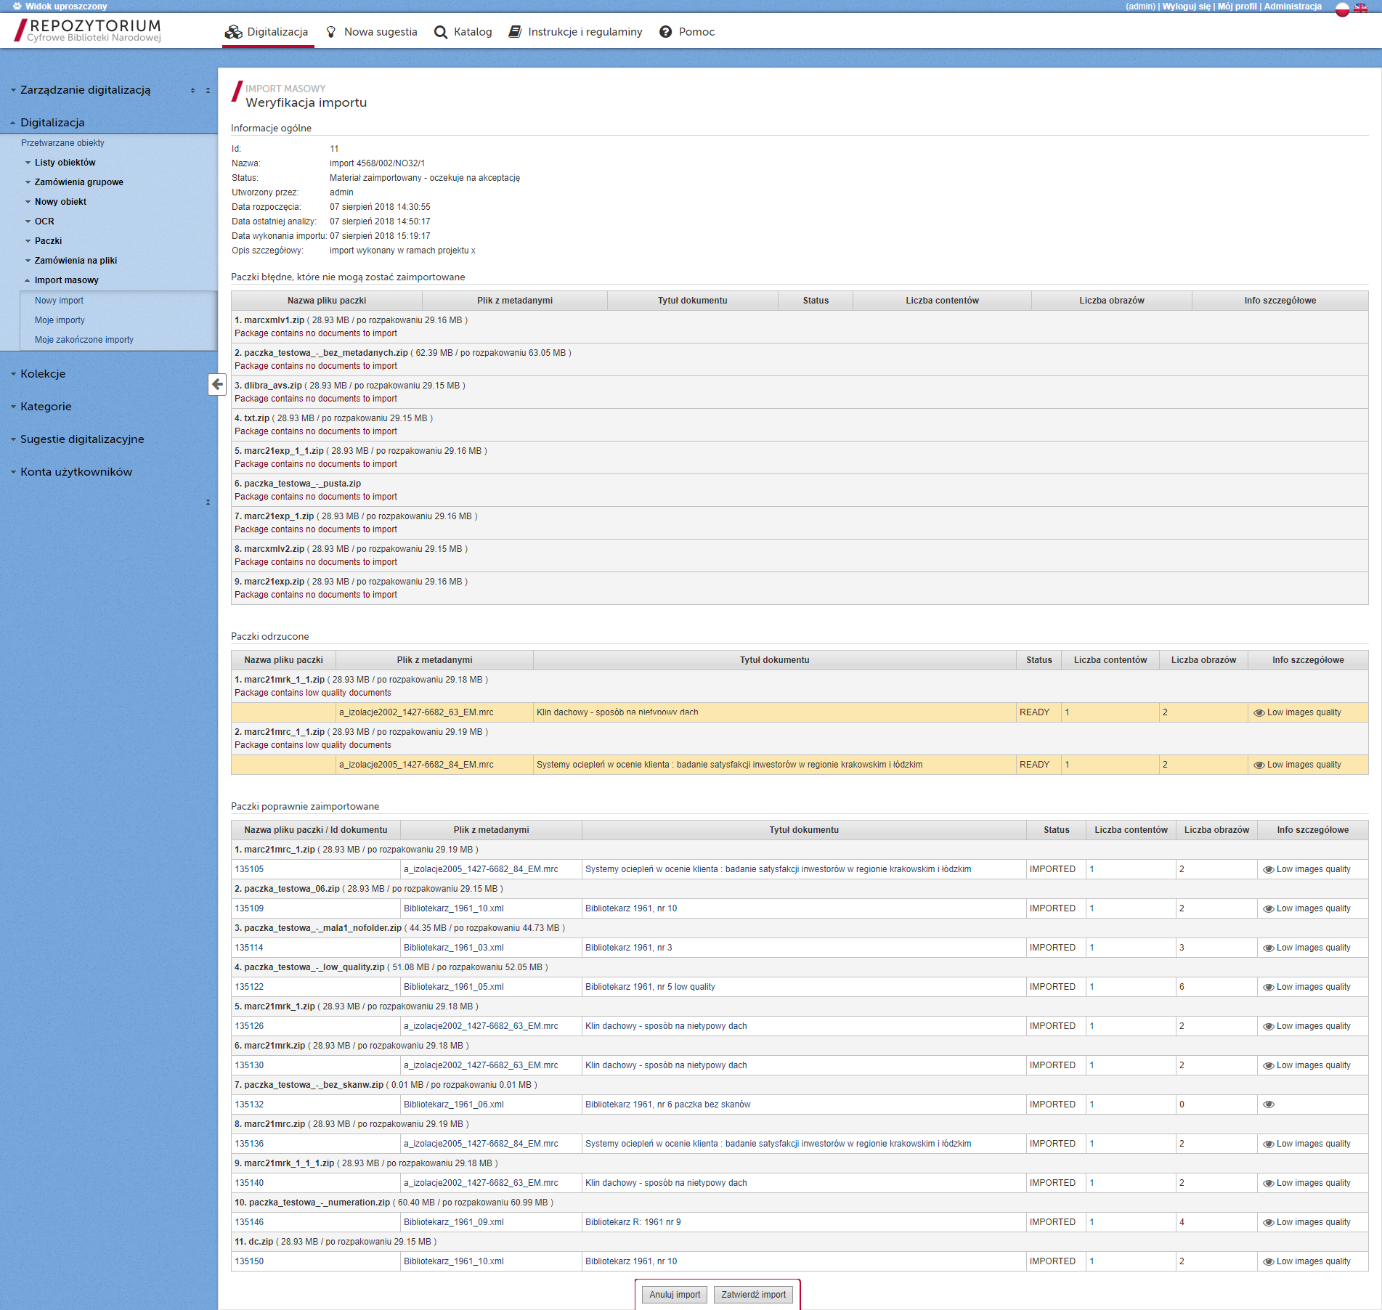 Widok uproszczony
(admin) | Wyloguj się | Mój profil | Administracja
REPOZYTORIUM
Cyfrowe Biblioteki Narodowej
Digitalizacja
Nowa sugestia
Katalog
Instrukcje i regulaminy
Pomoc
Zarządzanie digitalizacją
Digitalizacja
Przetwarzane obiekty
Listy obiektów
Zamówienia grupowe
Nowy obiekt
OCR
Paczki
Zamówienia na pliki
Import masowy
Nowy import
Moje importy
Moje zakończone importy
Kolekcje
Kategorie
Sugestie digitalizacyjne
Konta użytkowników
IMPORT MASOWY
Weryfikacja importu
Informacje ogólne
Id: 11
Nazwa: import 4568/002/NO32/1
Status: Materiał zaimportowany - oczekuje na akceptację
Utworzony przez: admin
Data rozpoczęcia: 07 sierpień 2018 14:30:55
Data ostatniej analizy: 07 sierpień 2018 14:50:17
Data wykonania importu: 07 sierpień 2018 15:19:17
Opis szczegółowy: import wykonany w ramach projektu x
Paczki błędne, które nie mogą zostać zaimportowane
Nazwa pliku paczki Plik z metadanymi Tytuł dokumentu Status Liczba contentów Liczba obrazów Info szczegółowe
1. marcxmlv1.zip ( 28.93 MB / po rozpakowaniu 29.16 MB )
Package contains no documents to import
2. paczka_testowa_-_bez_metadanych.zip ( 62.39 MB / po rozpakowaniu 63.05 MB )
Package contains no documents to import
3. dlibra_avs.zip ( 28.93 MB / po rozpakowaniu 29.15 MB )
Package contains no documents to import
4. txt.zip ( 28.93 MB / po rozpakowaniu 29.15 MB )
Package contains no documents to import
5. marc21exp_1_1.zip ( 28.93 MB / po rozpakowaniu 29.16 MB )
Package contains no documents to import
6. paczka_testowa_-_pusta.zip
Package contains no documents to import
7. marc21exp_1.zip ( 28.93 MB / po rozpakowaniu 29.16 MB )
Package contains no documents to import
8. marcxmlv2.zip ( 28.93 MB / po rozpakowaniu 29.15 MB )
Package contains no documents to import
9. marc21exp.zip ( 28.93 MB / po rozpakowaniu 29.16 MB )
Package contains no documents to import
Paczki odrzucone
Nazwa pliku paczki Plik z metadanymi Tytuł dokumentu Status Liczba contentów Liczba obrazów Info szczegółowe
1. marc21mrk_1_1.zip ( 28.93 MB / po rozpakowaniu 29.18 MB )
Package contains low quality documents
a_izolacje2002_1427-6682_63_EM.mrc Klin dachowy - sposób na nietypowy dach READY 1 2 Low images quality
2. marc21mrc_1_1.zip ( 28.93 MB / po rozpakowaniu 29.19 MB )
Package contains low quality documents
a_izolacje2005_1427-6682_84_EM.mrc Systemy ociepleń w ocenie klienta : badanie satysfakcji inwestorów w regionie krakowskim i łódzkim READY 1 2 Low images quality
Paczki poprawnie zaimportowane
Nazwa pliku paczki / Id dokumentu Plik z metadanymi Tytuł dokumentu Status Liczba contentów Liczba obrazów Info szczegółowe
1. marc21mrc_1.zip ( 28.93 MB / po rozpakowaniu 29.19 MB )
135105 a_izolacje2005_1427-6682_84_EM.mrc Systemy ociepleń w ocenie klienta : badanie satysfakcji inwestorów w regionie krakowskim i łódzkim IMPORTED 1 2 Low images quality
2. paczka_testowa_06.zip ( 28.93 MB / po rozpakowaniu 29.15 MB )
135109 Bibliotekarz_1961_10.xml Bibliotekarz 1961, nr 10 IMPORTED 1 2 Low images quality
3. paczka_testowa_-_mala1_nofolder.zip ( 44.35 MB / po rozpakowaniu 44.73 MB )
135114 Bibliotekarz_1961_03.xml Bibliotekarz 1961, nr 3 IMPORTED 1 3 Low images quality
4. paczka_testowa_-_low_quality.zip ( 51.08 MB / po rozpakowaniu 52.05 MB )
135122 Bibliotekarz_1961_05.xml Bibliotekarz 1961, nr 5 low quality IMPORTED 1 6 Low images quality
5. marc21mrk_1.zip ( 28.93 MB / po rozpakowaniu 29.18 MB )
135126 a_izolacje2002_1427-6682_63_EM.mrc Klin dachowy - sposób na nietypowy dach IMPORTED 1 2 Low images quality
6. marc21mrk.zip ( 28.93 MB / po rozpakowaniu 29.18 MB )
135130 a_izolacje2002_1427-6682_63_EM.mrc Klin dachowy - sposób na nietypowy dach IMPORTED 1 2 Low images quality
7. paczka_testowa_-_bez_skanw.zip ( 0.01 MB / po rozpakowaniu 0.01 MB )
135132 Bibliotekarz_1961_06.xml Bibliotekarz 1961, nr 6 paczka bez skanów IMPORTED 1 0
8. marc21mrc.zip ( 28.93 MB / po rozpakowaniu 29.19 MB )
135136 a_izolacje2005_1427-6682_84_EM.mrc Systemy ociepleń w ocenie klienta : badanie satysfakcji inwestorów w regionie krakowskim i łódzkim IMPORTED 1 2 Low images quality
9. marc21mrk_1_1_1.zip ( 28.93 MB / po rozpakowaniu 29.18 MB )
135140 a_izolacje2002_1427-6682_63_EM.mrc Klin dachowy - sposób na nietypowy dach IMPORTED 1 2 Low images quality
10. paczka_testowa_-_numeration.zip ( 60.40 MB / po rozpakowaniu 60.99 MB )
135146 Bibliotekarz_1961_09.xml Bibliotekarz R: 1961 nr 9 IMPORTED 1 4 Low images quality
11. dc.zip ( 28.93 MB / po rozpakowaniu 29.15 MB )
135150 Bibliotekarz_1961_10.xml Bibliotekarz 1961, nr 10 IMPORTED 1 2 Low images quality
Anuluj import Zatwierdź import